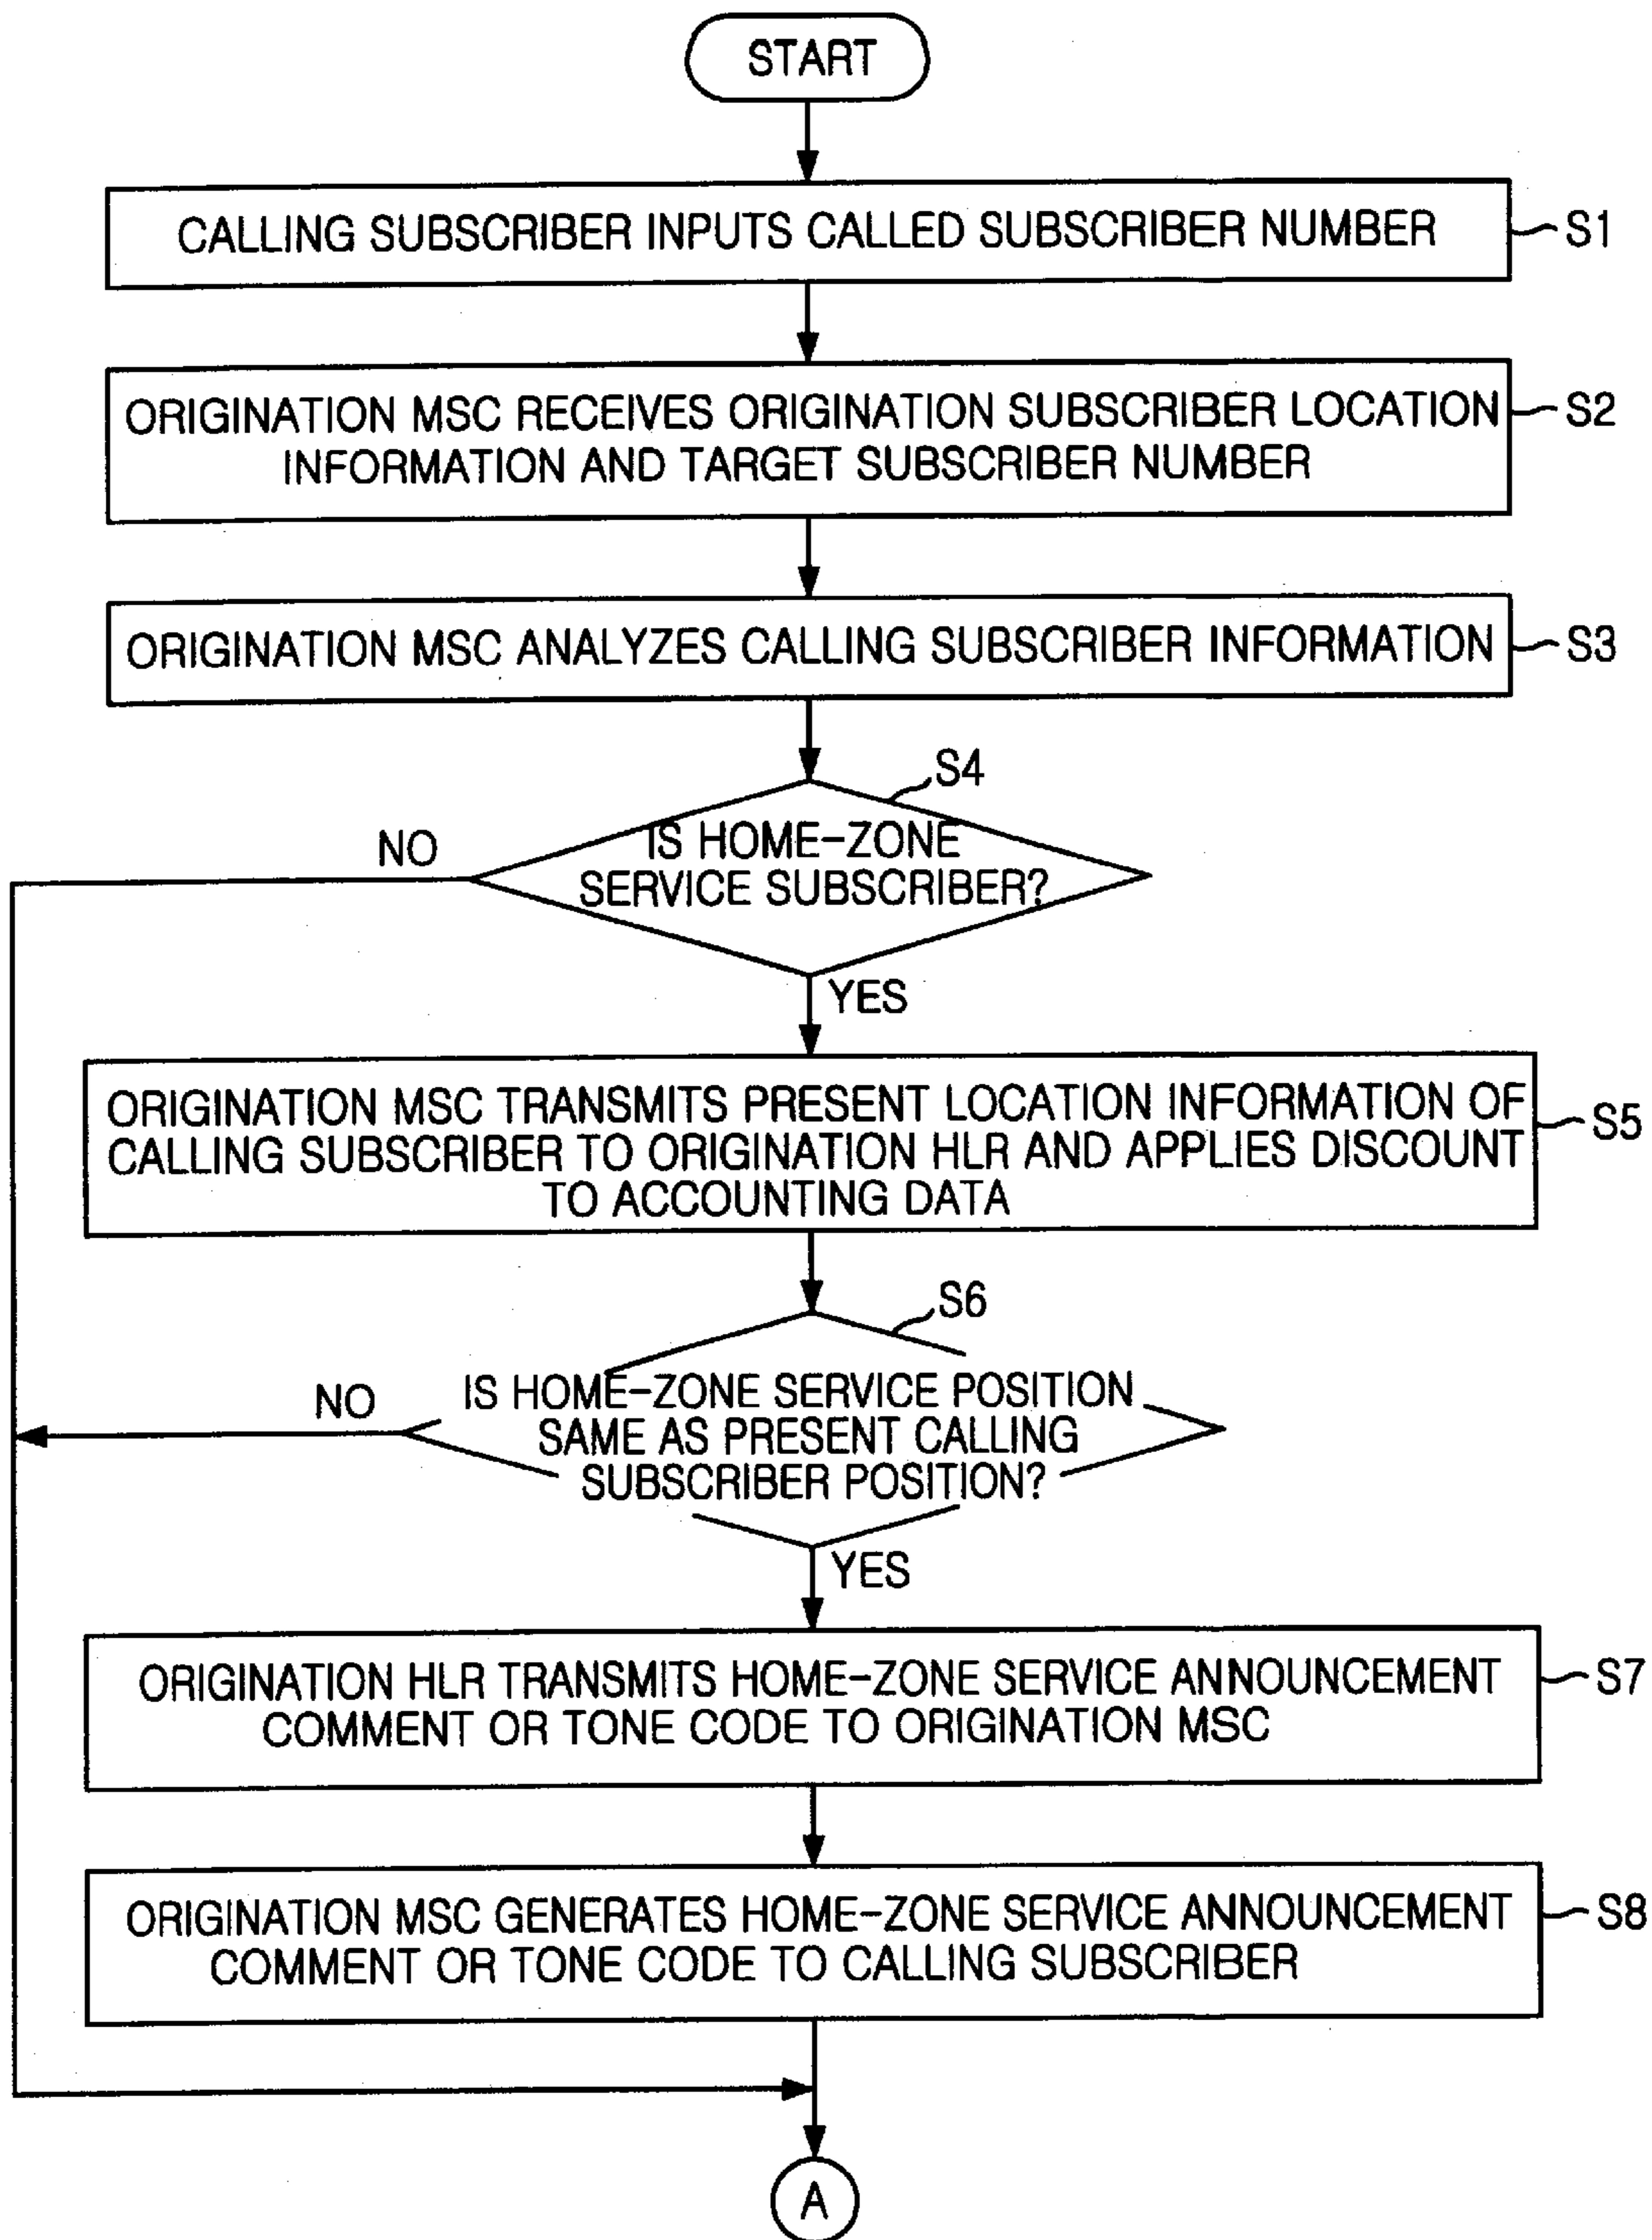 START
CALLING SUBSCRIBER INPUTS CALLED SUBSCRIBER NUMBER
S1
ORIGINATION MSC RECEIVES ORIGINATION SUBSCRIBER LOCATION
INFORMATION AND TARGET SUBSCRIBER NUMBER
S2
ORIGINATION MSC ANALYZES CALLING SUBSCRIBER INFORMATION
S3
S4
NO
IS HOME-ZONE
SERVICE SUBSCRIBER?
YES
ORIGINATION MSC TRANSMITS PRESENT LOCATION INFORMATION OF
CALLING SUBSCRIBER TO ORIGINATION HLR AND APPLIES DISCOUNT
TO ACCOUNTING DATA
S5
S6
NO
IS HOME-ZONE SERVICE POSITION
SAME AS PRESENT CALLING
SUBSCRIBER POSITION?
YES
ORIGINATION HLR TRANSMITS HOME-ZONE SERVICE ANNOUNCEMENT
COMMENT OR TONE CODE TO ORIGINATION MSC
S7
ORIGINATION MSC GENERATES HOME-ZONE SERVICE ANNOUNCEMENT
COMMENT OR TONE CODE TO CALLING SUBSCRIBER
S8
A